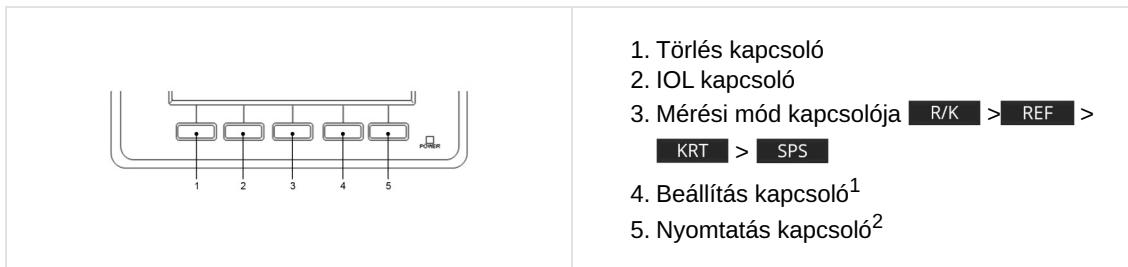 POWER
1 2 3 4 5
1. Törlés kapcsoló
2. IOL kapcsoló
3. Mérési mód kapcsolója R/K > REF >
KRT > SPS
4. Beállítás kapcsoló1
5. Nyomtatás kapcsoló2